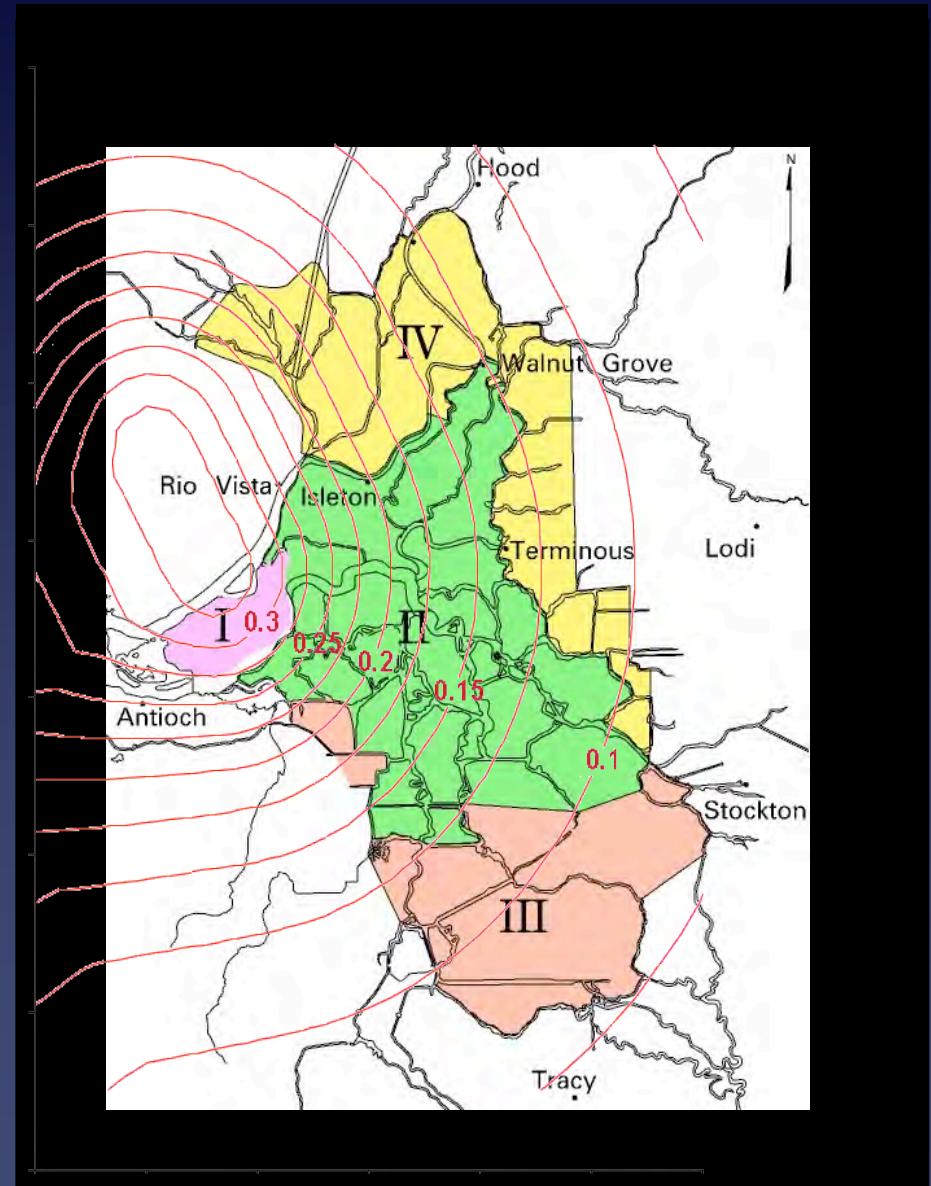 N
Hood
IV
Walnut Grove
Rio Vista
Isleton
Terminous
Lodi
I
0.3
II
0.25
0.2
0.15
Antioch
0.1
Stockton
III
Tracy